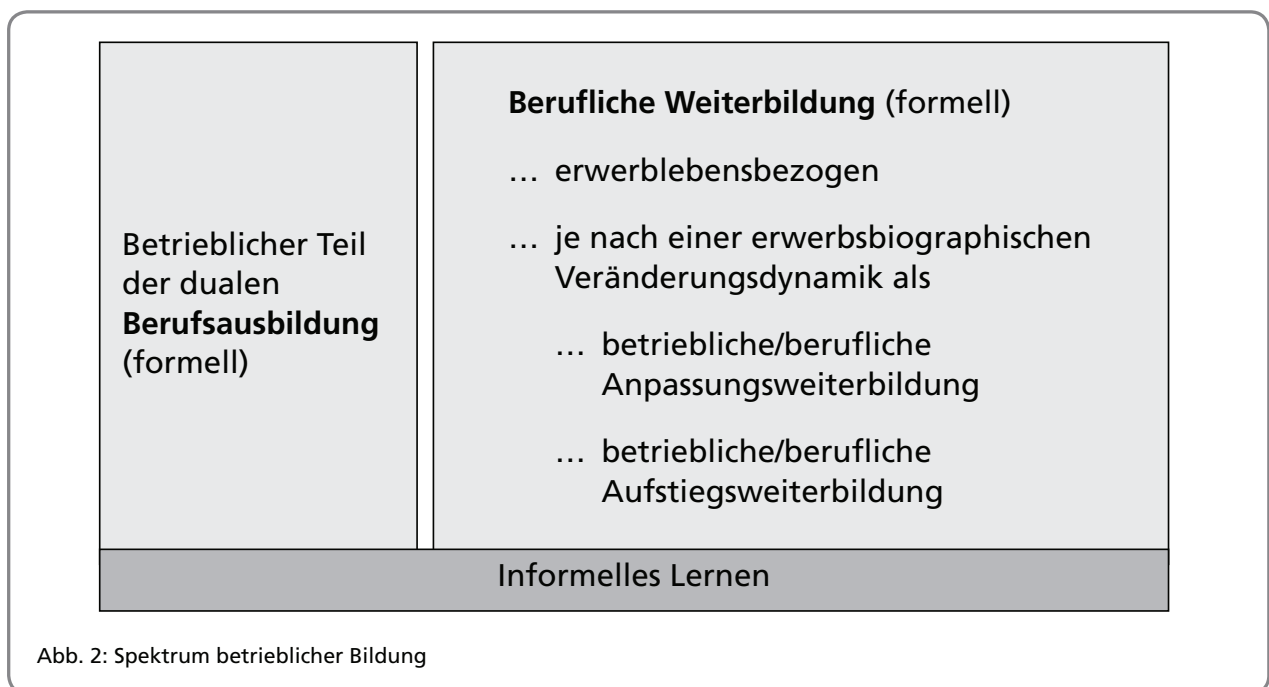 Betrieblicher Teil
der dualen
Berufsausbildung
(formell)
Berufliche Weiterbildung (formell)
… erwerblebensbezogen
… je nach einer erwerbsbiographischen
Veränderungsdynamik als
… betriebliche/berufliche
Anpassungsweiterbildung
… betriebliche/berufliche
Aufstiegsweiterbildung
Informelles Lernen
Abb. 2: Spektrum betrieblicher Bildung